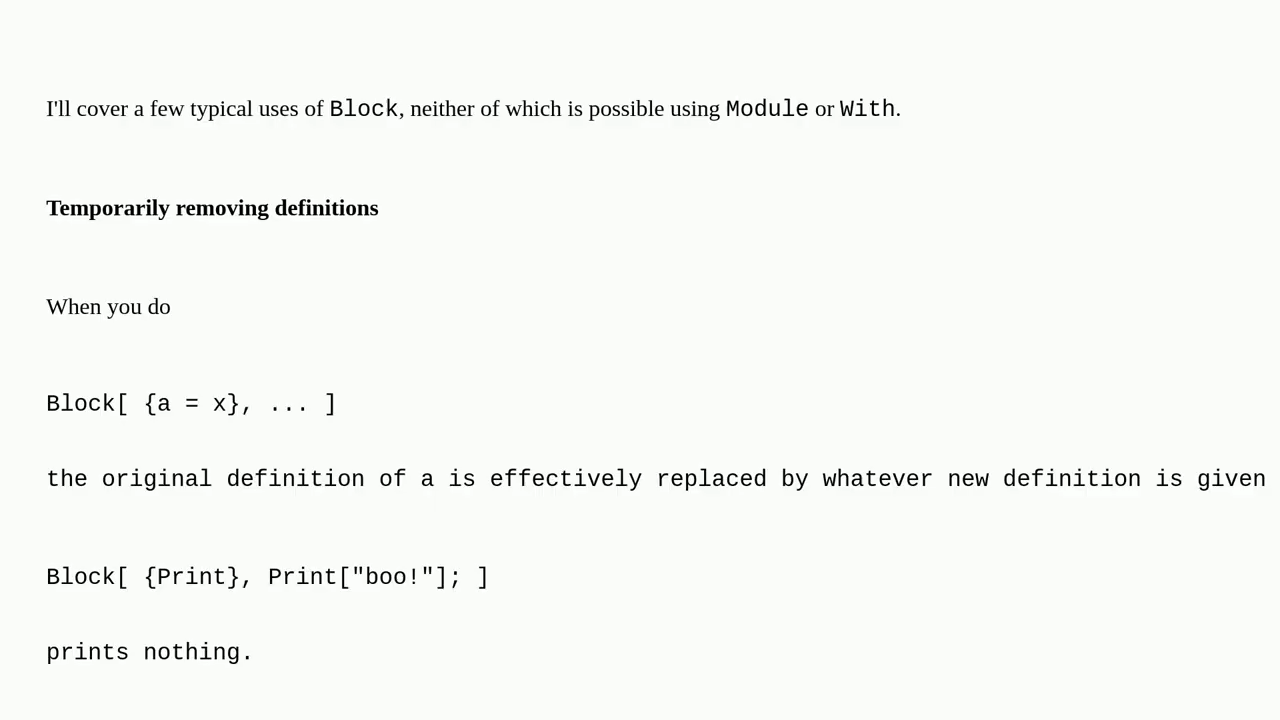 I'll cover a few typical uses of Block, neither of which is possible using Module or With.
Temporarily removing definitions
When you do
Block[ {a = x}, ... ]
the original definition of a is effectively replaced by whatever new definition is given
Block[ {Print}, Print["boo!"]; ]
prints nothing.